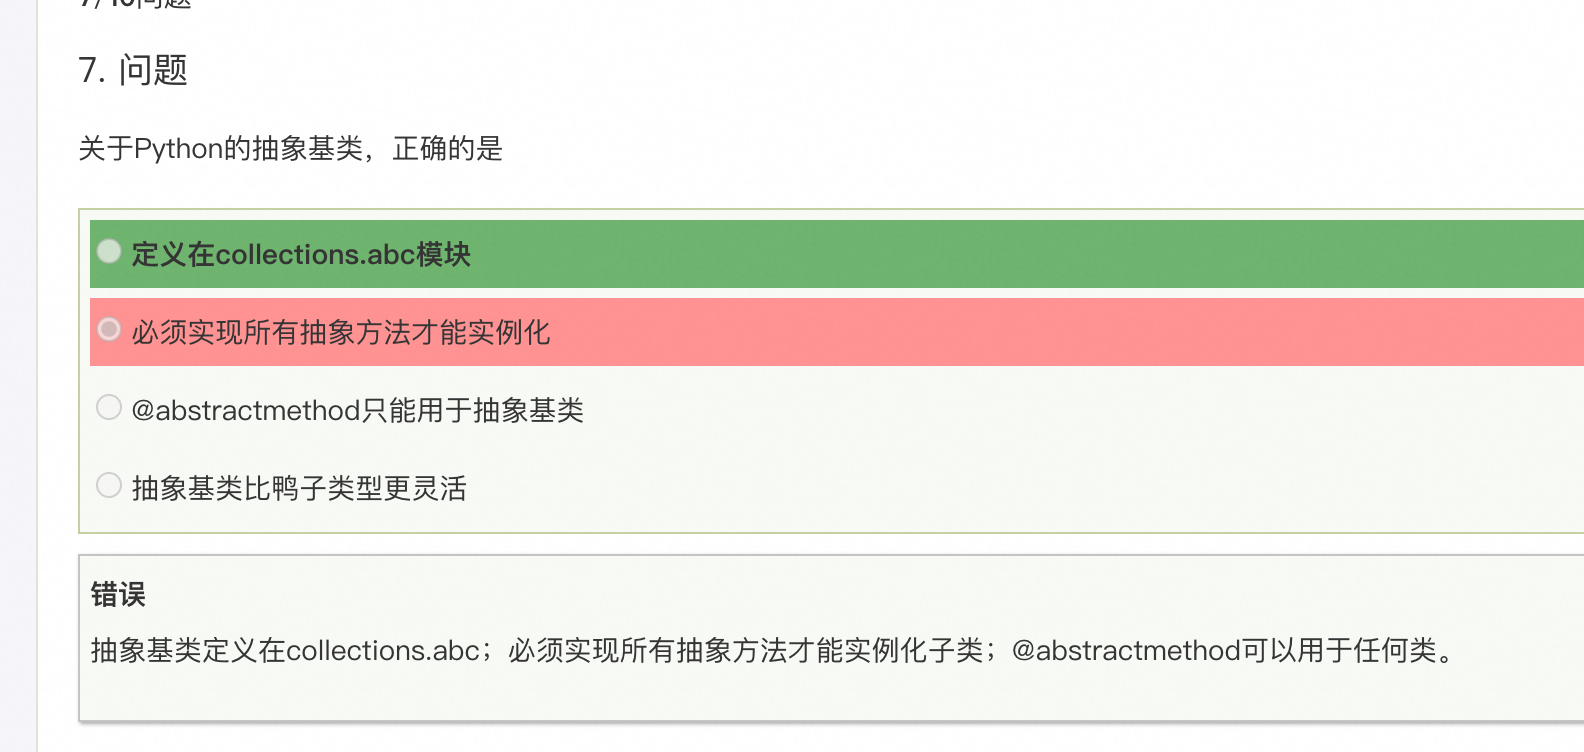 7/10问题
7. 问题
关于Python的抽象基类，正确的是
定义在collections.abc模块
必须实现所有抽象方法才能实例化
@abstractmethod只能用于抽象基类
抽象基类比鸭子类型更灵活
错误
抽象基类定义在collections.abc；必须实现所有抽象方法才能实例化子类；@abstractmethod可以用于任何类。